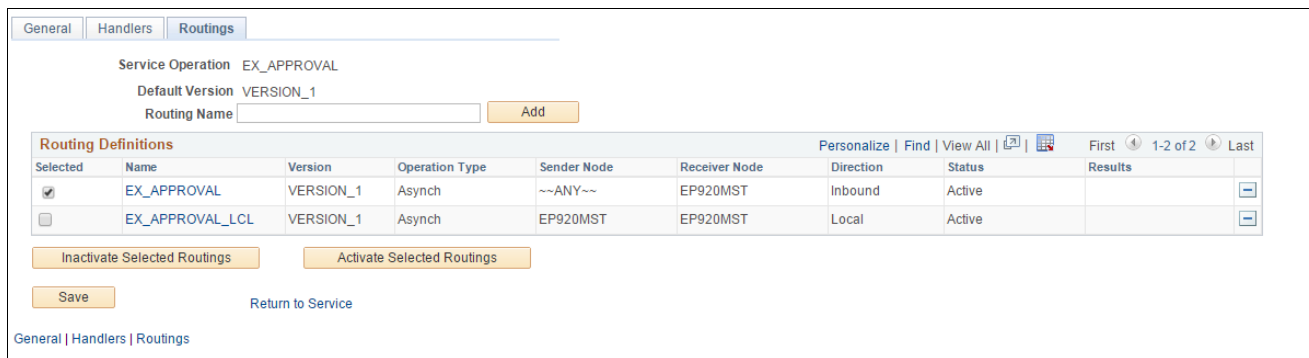 General Handlers Routings
Service Operation EX_APPROVAL
Default Version VERSION_1
Routing Name Add
Routing Definitions Personalize | Find | View All | | First 1-2 of 2 Last
Selected Name Version Operation Type Sender Node Receiver Node Direction Status Results
EX_APPROVAL VERSION_1 Asynch ~~ANY~~ EP920MST Inbound Active
EX_APPROVAL_LCL VERSION_1 Asynch EP920MST EP920MST Local Active
Inactivate Selected Routings Activate Selected Routings
Save Return to Service
General | Handlers | Routings